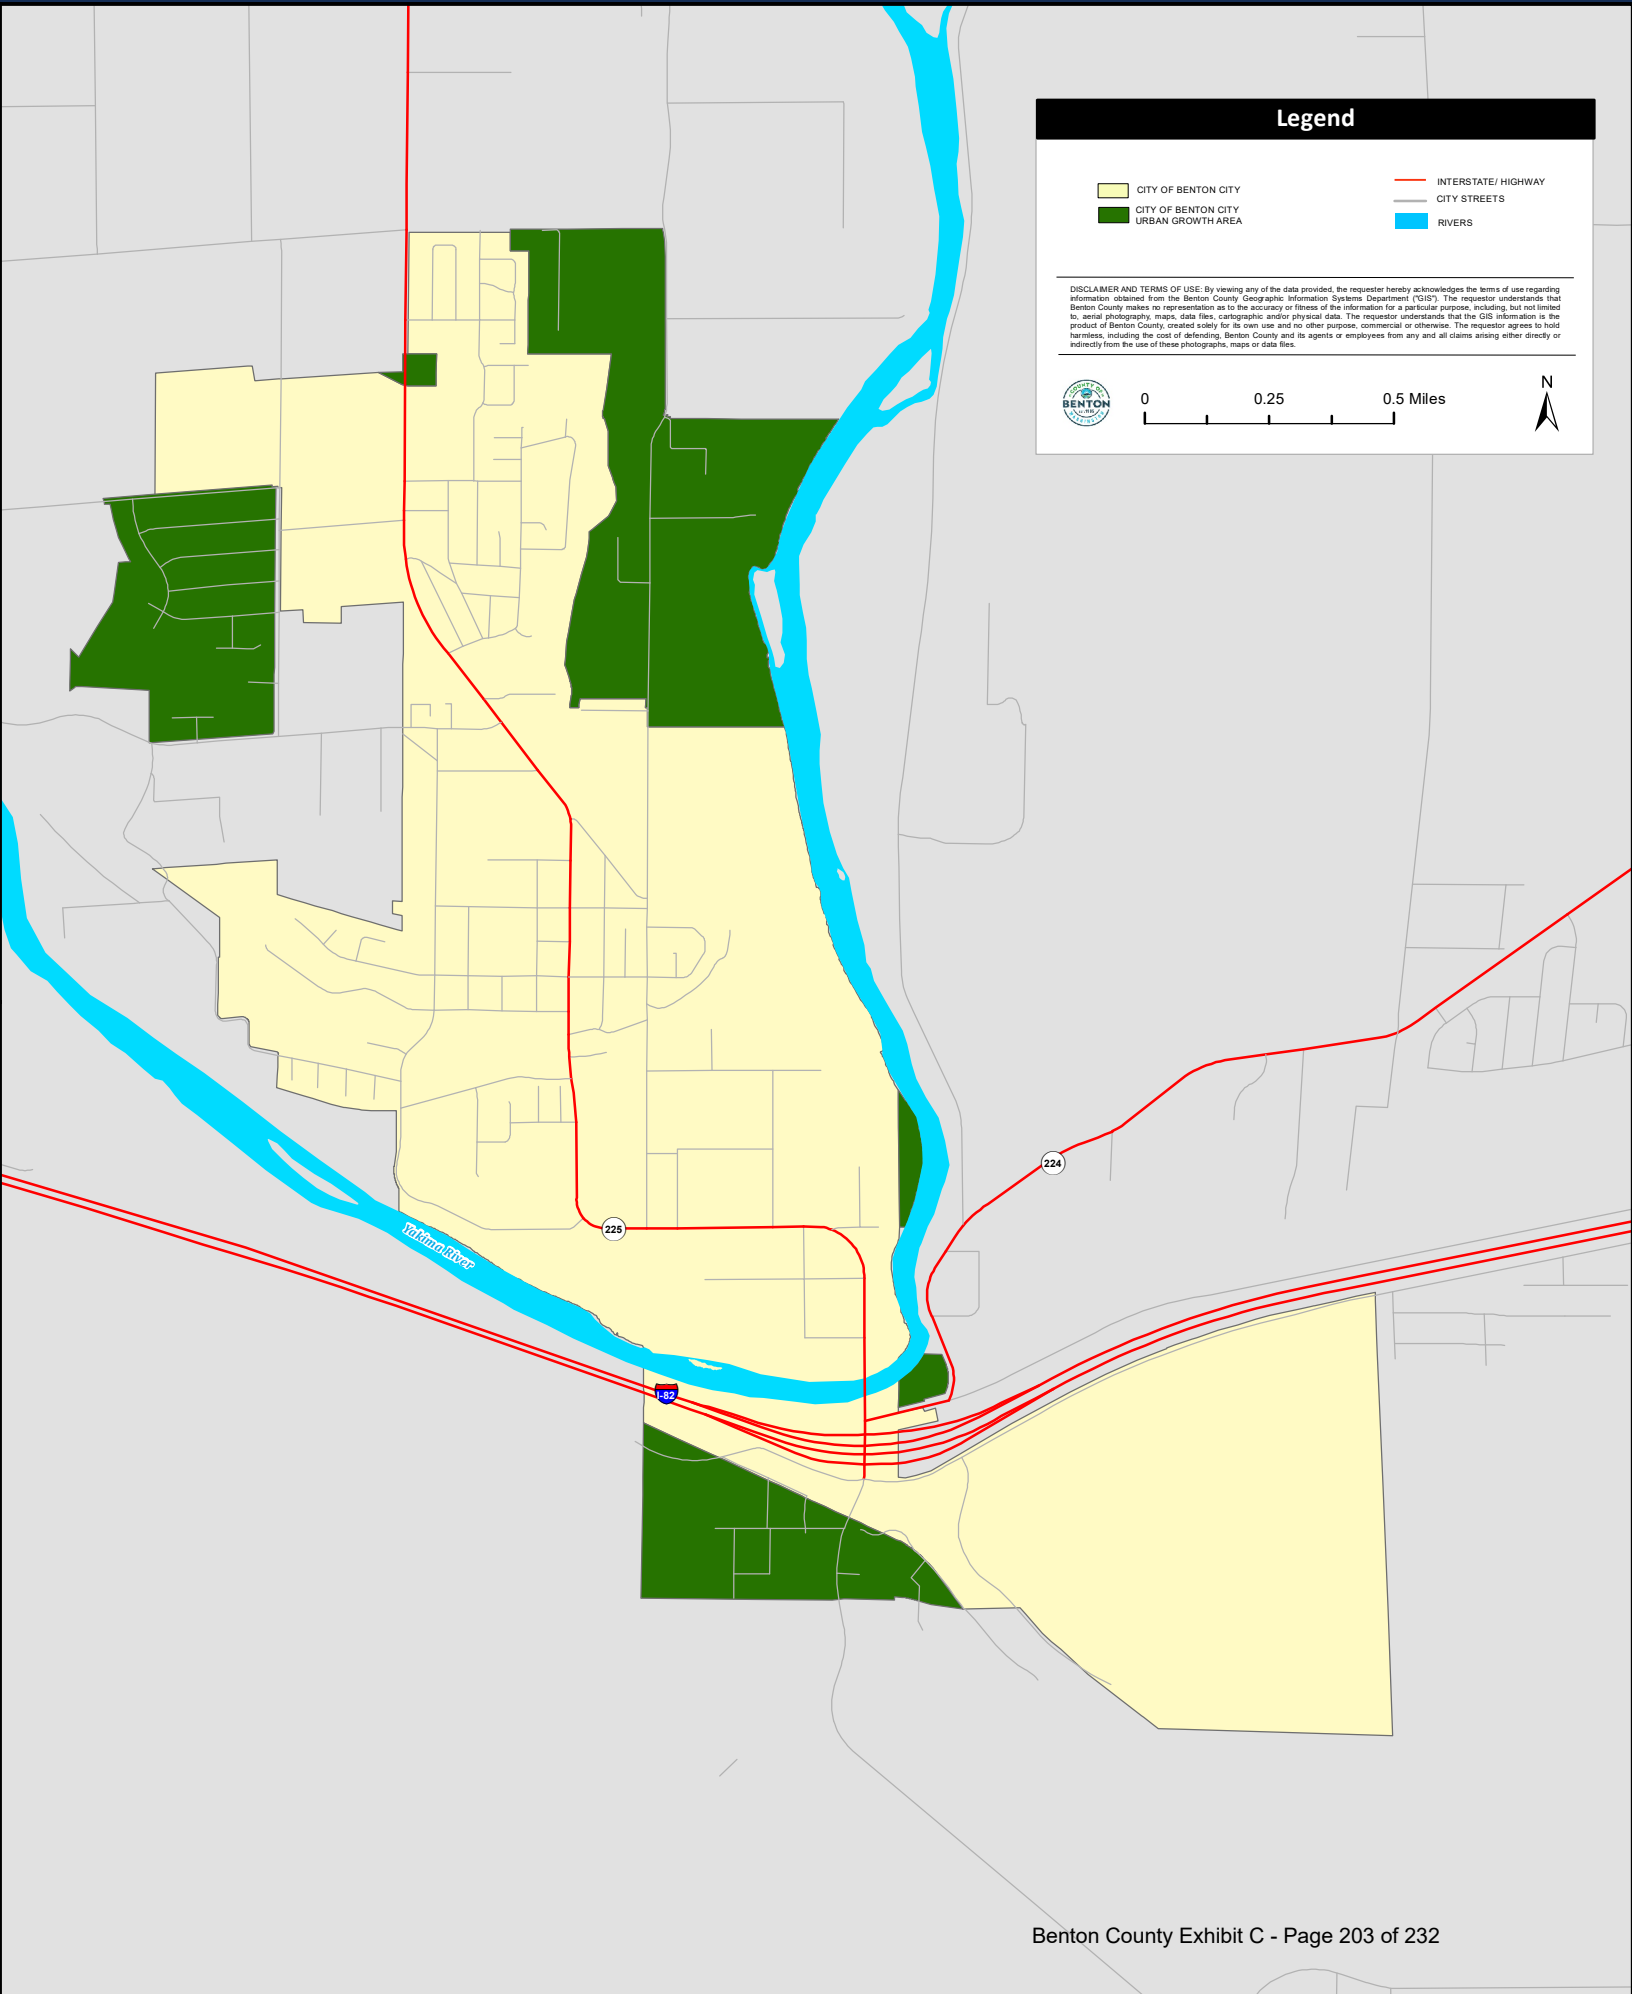 Legend
CITY OF BENTON CITY
CITY OF BENTON CITY
URBAN GROWTH AREA
INTERSTATE/ HIGHWAY
CITY STREETS
RIVERS
DISCLAIMER AND TERMS OF USE: By viewing any of the data provided, the requester hereby acknowledges the terms of use regarding
information obtained from the Benton County Geographic Information Systems Department ("GIS"). The requestor understands that
Benton County makes no representation as to the accuracy or fitness of the information for a particular purpose, including, but not limited
to, aerial photography, maps, data files, cartographic and/or physical data. The requestor understands that the GIS information is the
product of Benton County, created solely for its own use and no other purpose, commercial or otherwise. The requestor agrees to hold
harmless, including the cost of defending, Benton County and its agents or employees from any and all claims arising either directly or
indirectly from the use of these photographs, maps or data files.
COUNTY OF
BENTON
WASHINGTON
0 0.25 0.5 Miles
N
224
225
Yakima River
I-82
Benton County Exhibit C - Page 203 of 232